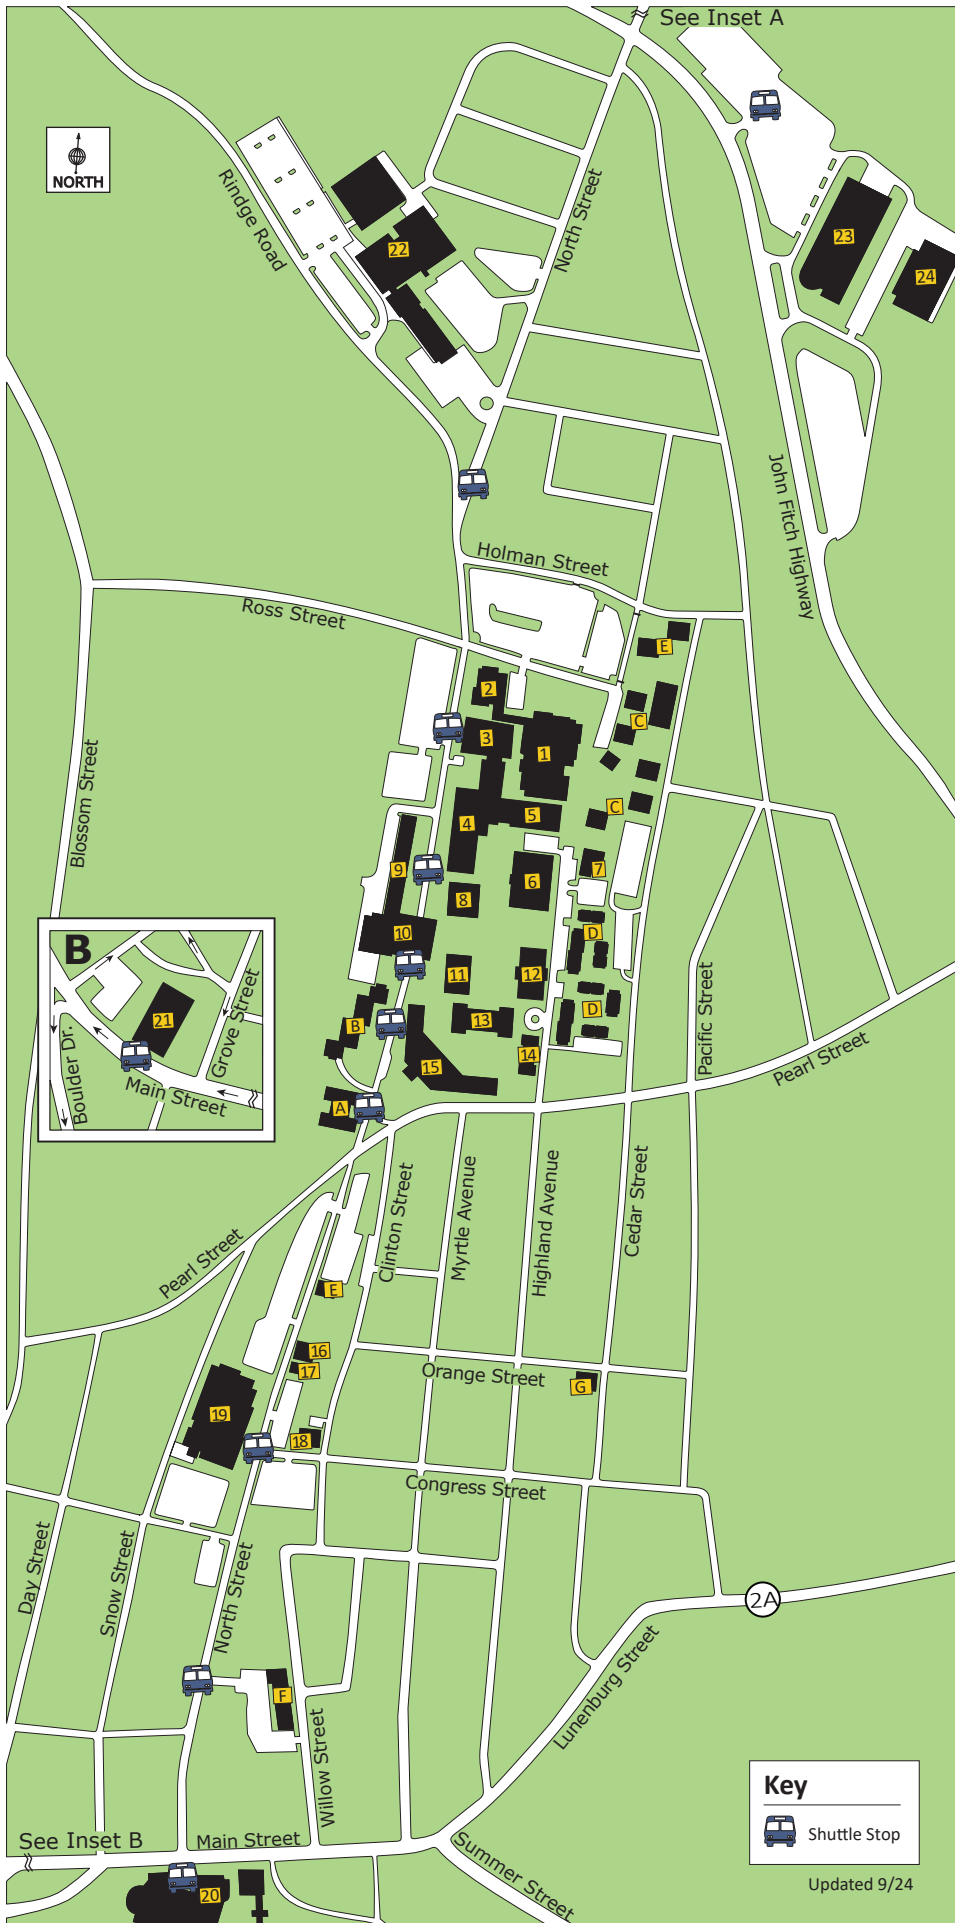 See Inset A
NORTH
Rindge Road
North Street
22
23
24
John Fitch Highway
Holman Street
Ross Street
E
2
C
3
1
Blossom Street
C
5
4
9
7
6
8
D
10
B
11
12
Pacific Street
21
D
Grove Street
13
B
Boulder Dr.
14
Pearl Street
15
Main Street
A
Clinton Street
Myrtle Avenue
Highland Avenue
Cedar Street
Pearl Street
E
16
17
Orange Street
G
19
18
Congress Street
Day Street
Snow Street
North Street
2A
F
Lunenburg Street
Willow Street
Key
Shuttle Stop
See Inset B
Main Street
Summer Street
Updated 9/24
20